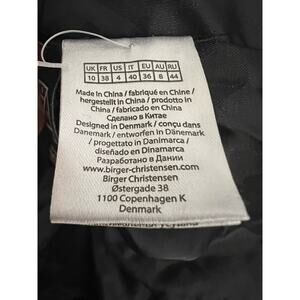 UK FR US IT EU AU RU
10 38 4 40 36 8 44
Made in China / fabriqué en Chine /
hergestellt in China / prodotto in
China / fabricado en China
Сделано в Китае
Designed in Denmark / conçu dans
Danemark / entworfen in Dänemark
/ progettato in Danimarca /
diseñado en Dinamarca
Разработано в Дании
www.birger-christensen.com
Birger Christensen
Østergade 38
1100 Copenhagen K
Denmark